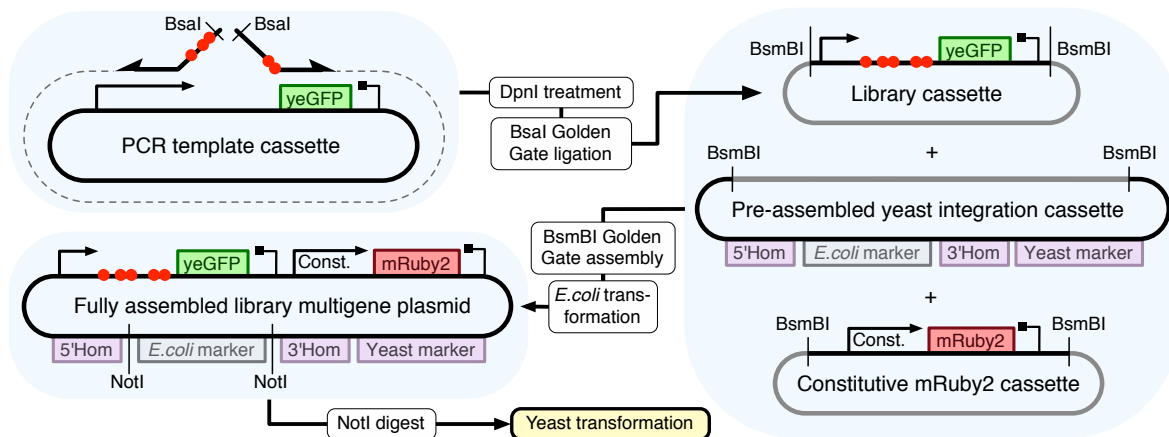 BsaI
BsaI
yeGFP
PCR template cassette
DpnI treatment
BsaI Golden
Gate ligation
BsmBI
yeGFP
BsmBI
Library cassette
+
BsmBI
BsmBI
Pre-assembled yeast integration cassette
5'Hom
E.coli marker
3'Hom
Yeast marker
+
BsmBI
Const.
mRuby2
BsmBI
Constitutive mRuby2 cassette
BsmBI Golden
Gate assembly
E.coli trans-
formation
yeGFP
Const.
mRuby2
Fully assembled library multigene plasmid
5'Hom
E.coli marker
3'Hom
Yeast marker
NotI
NotI
NotI digest
Yeast transformation